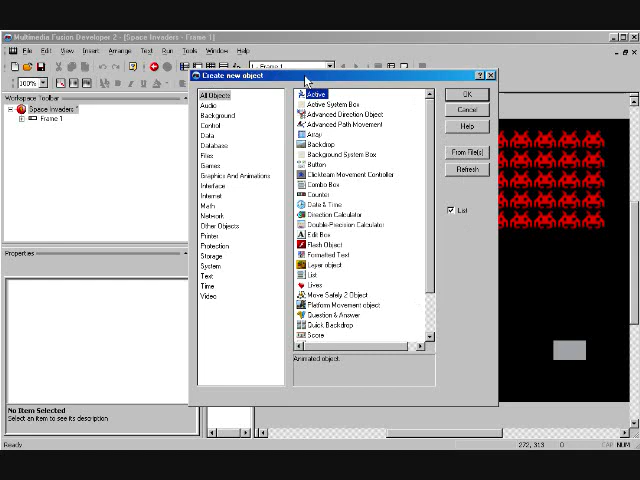 Multimedia Fusion Developer 2 - [Space Invaders - Frame 1]
File Edit View Insert Arrange Text Run Tools Window Help
1 - Frame 1
100%
Workspace Toolbar
Space Invaders *
Frame 1
Properties
No Item Selected
Select an item to see its description
Create new object
All Objects
Audio
Background
Control
Data
Database
Files
Games
Graphics And Animations
Interface
Internet
Math
Network
Other Objects
Printer
Protection
Storage
System
Text
Time
Video
Active
Active System Box
Advanced Direction Object
Advanced Path Movement
Array
Backdrop
Background System Box
Button
Clickteam Movement Controller
Combo Box
Counter
Date & Time
Direction Calculator
Double-Precision Calculator
Edit Box
Flash Object
Formatted Text
Layer object
List
Lives
Move Safely 2 Object
Platform Movement object
Question & Answer
Quick Backdrop
Score
Animated object.
OK
Cancel
Help
From File(s)
Refresh
List
Ready
272, 313
0
CAP NUM